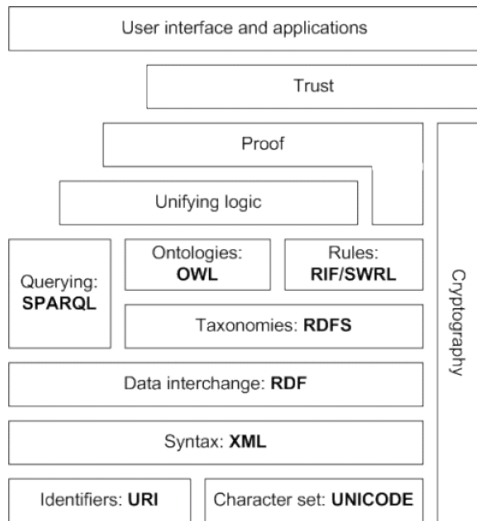 User interface and applications
Trust
Proof
Unifying logic
Querying:
SPARQL
Ontologies:
OWL
Rules:
RIF/SWRL
Taxonomies: RDFS
Cryptography
Data interchange: RDF
Syntax: XML
Identifiers: URI
Character set: UNICODE